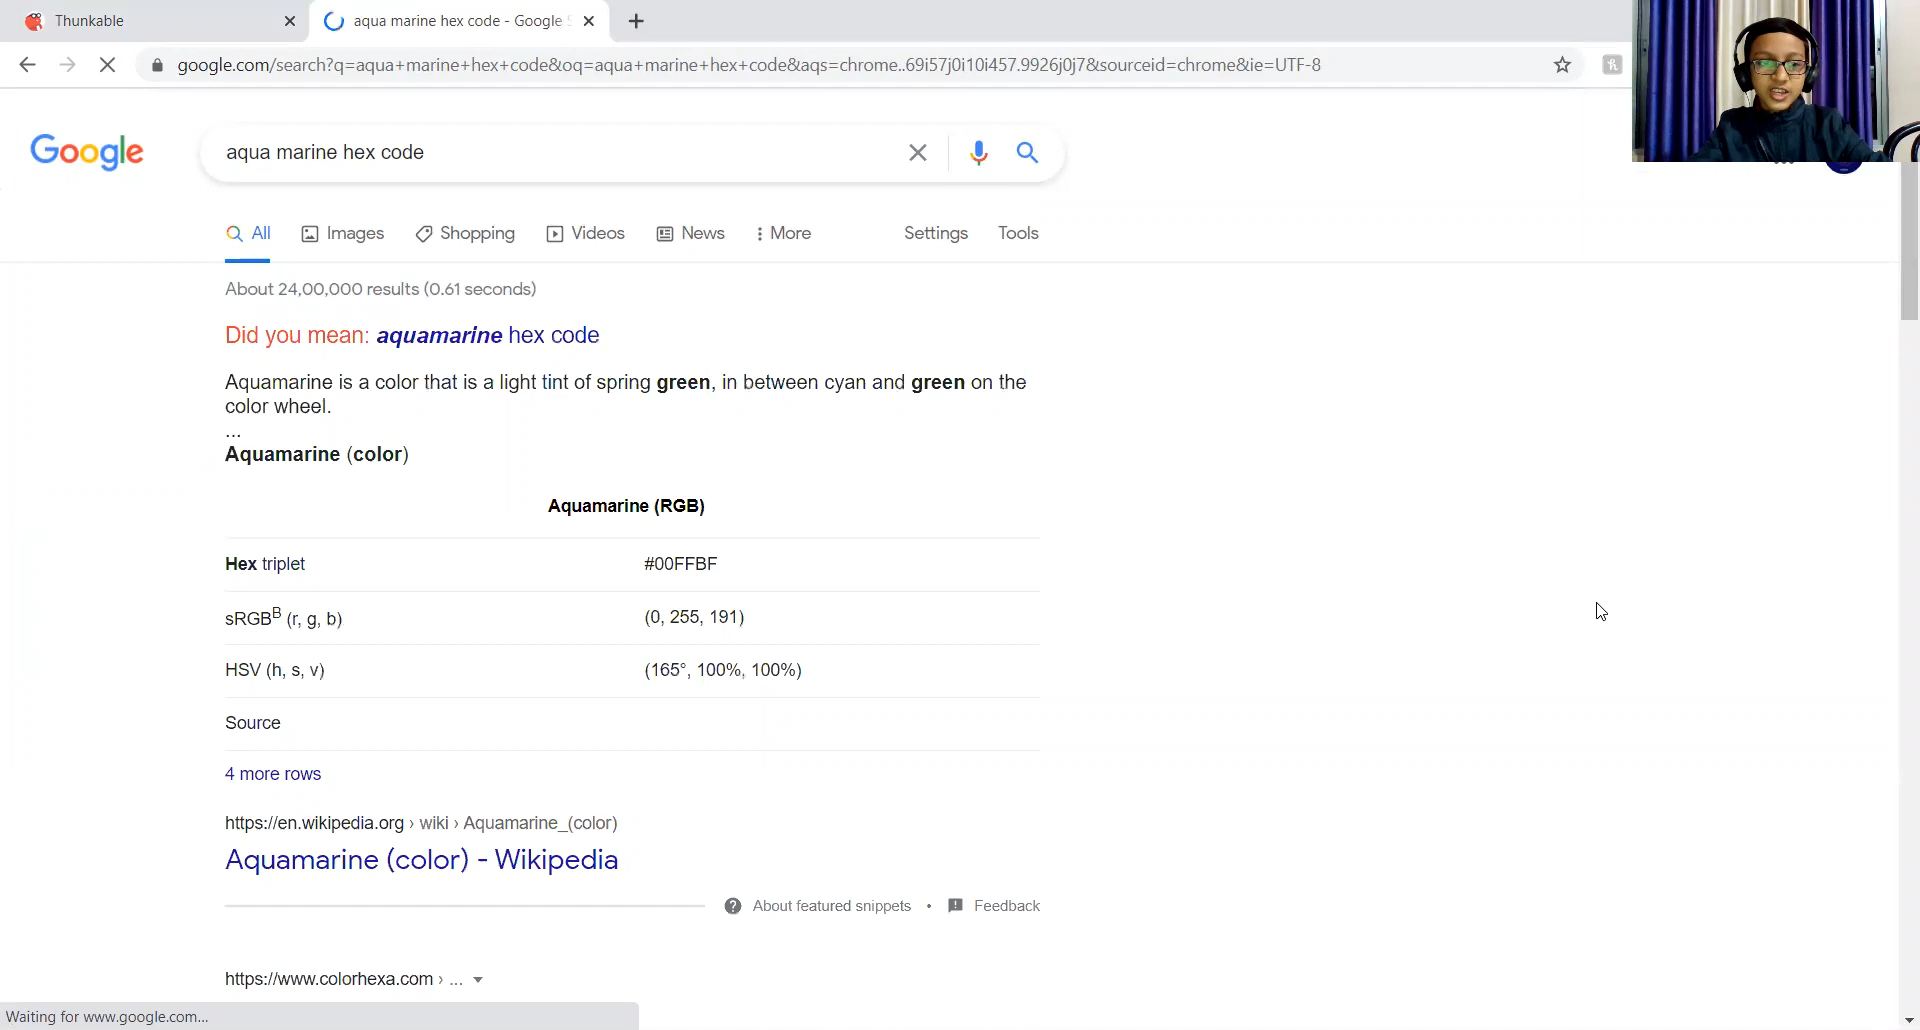 Thunkable
aqua marine hex code - Google
google.com/search?q=aqua+marine+hex+code&oq=aqua+marine+hex+code&aqs=chrome..69i57j0i10i457.9926j0j7&sourceid=chrome&ie=UTF-8
Google
aqua marine hex code
All Images Shopping Videos News More Settings Tools
About 24,00,000 results (0.61 seconds)
Did you mean: aquamarine hex code
Aquamarine is a color that is a light tint of spring green, in between cyan and green on the
color wheel.
...
Aquamarine (color)
Aquamarine (RGB)
Hex triplet #00FFBF
sRGBB (r, g, b) (0, 255, 191)
HSV (h, s, v) (165°, 100%, 100%)
Source
4 more rows
https://en.wikipedia.org › wiki › Aquamarine_(color)
Aquamarine (color) - Wikipedia
About featured snippets • Feedback
https://www.colorhexa.com › ...
Waiting for www.google.com...